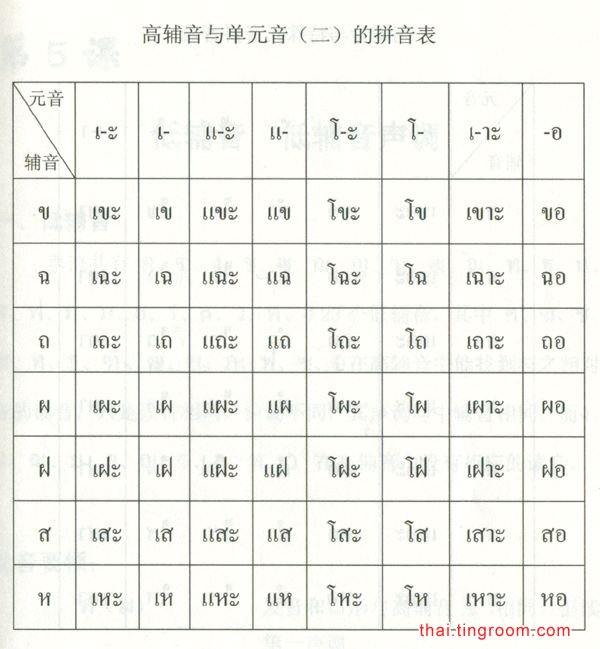 高辅音与单元音（二）的拼音表
元音
辅音 เ-ะ เ- แ-ะ แ- โ-ะ โ- เ-าะ -อ
ข เขะ เข แขะ แข โขะ โข เขาะ ขอ
ฉ เฉะ เฉ แฉะ แฉ โฉะ โฉ เฉาะ ฉอ
ถ เถะ เถ แถะ แถ โถะ โถ เถาะ ถอ
ผ เผะ เผ แผะ แผ โผะ โผ เผาะ ผอ
ฝ เฝะ เฝ แฝะ แฝ โฝะ โฝ เฝาะ ฝอ
ส เสะ เส แสะ แส โสะ โส เสาะ สอ
ห เหะ เห แหะ แห โหะ โห เหาะ หอ
thai.tingroom.com